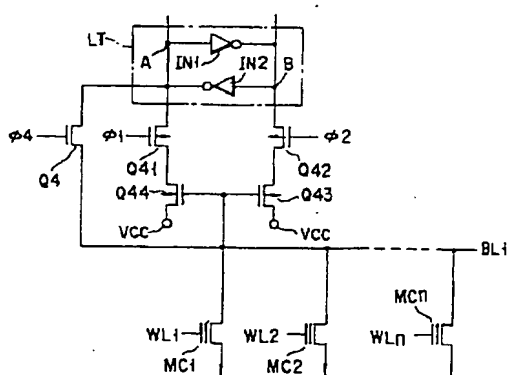 LT
A
IN1
IN2
B
φ4
φ1
φ2
Q4
Q41
Q42
Q44
Q43
VCC
VCC
BLi
WL1
MC1
WL2
MC2
MCn
WLn